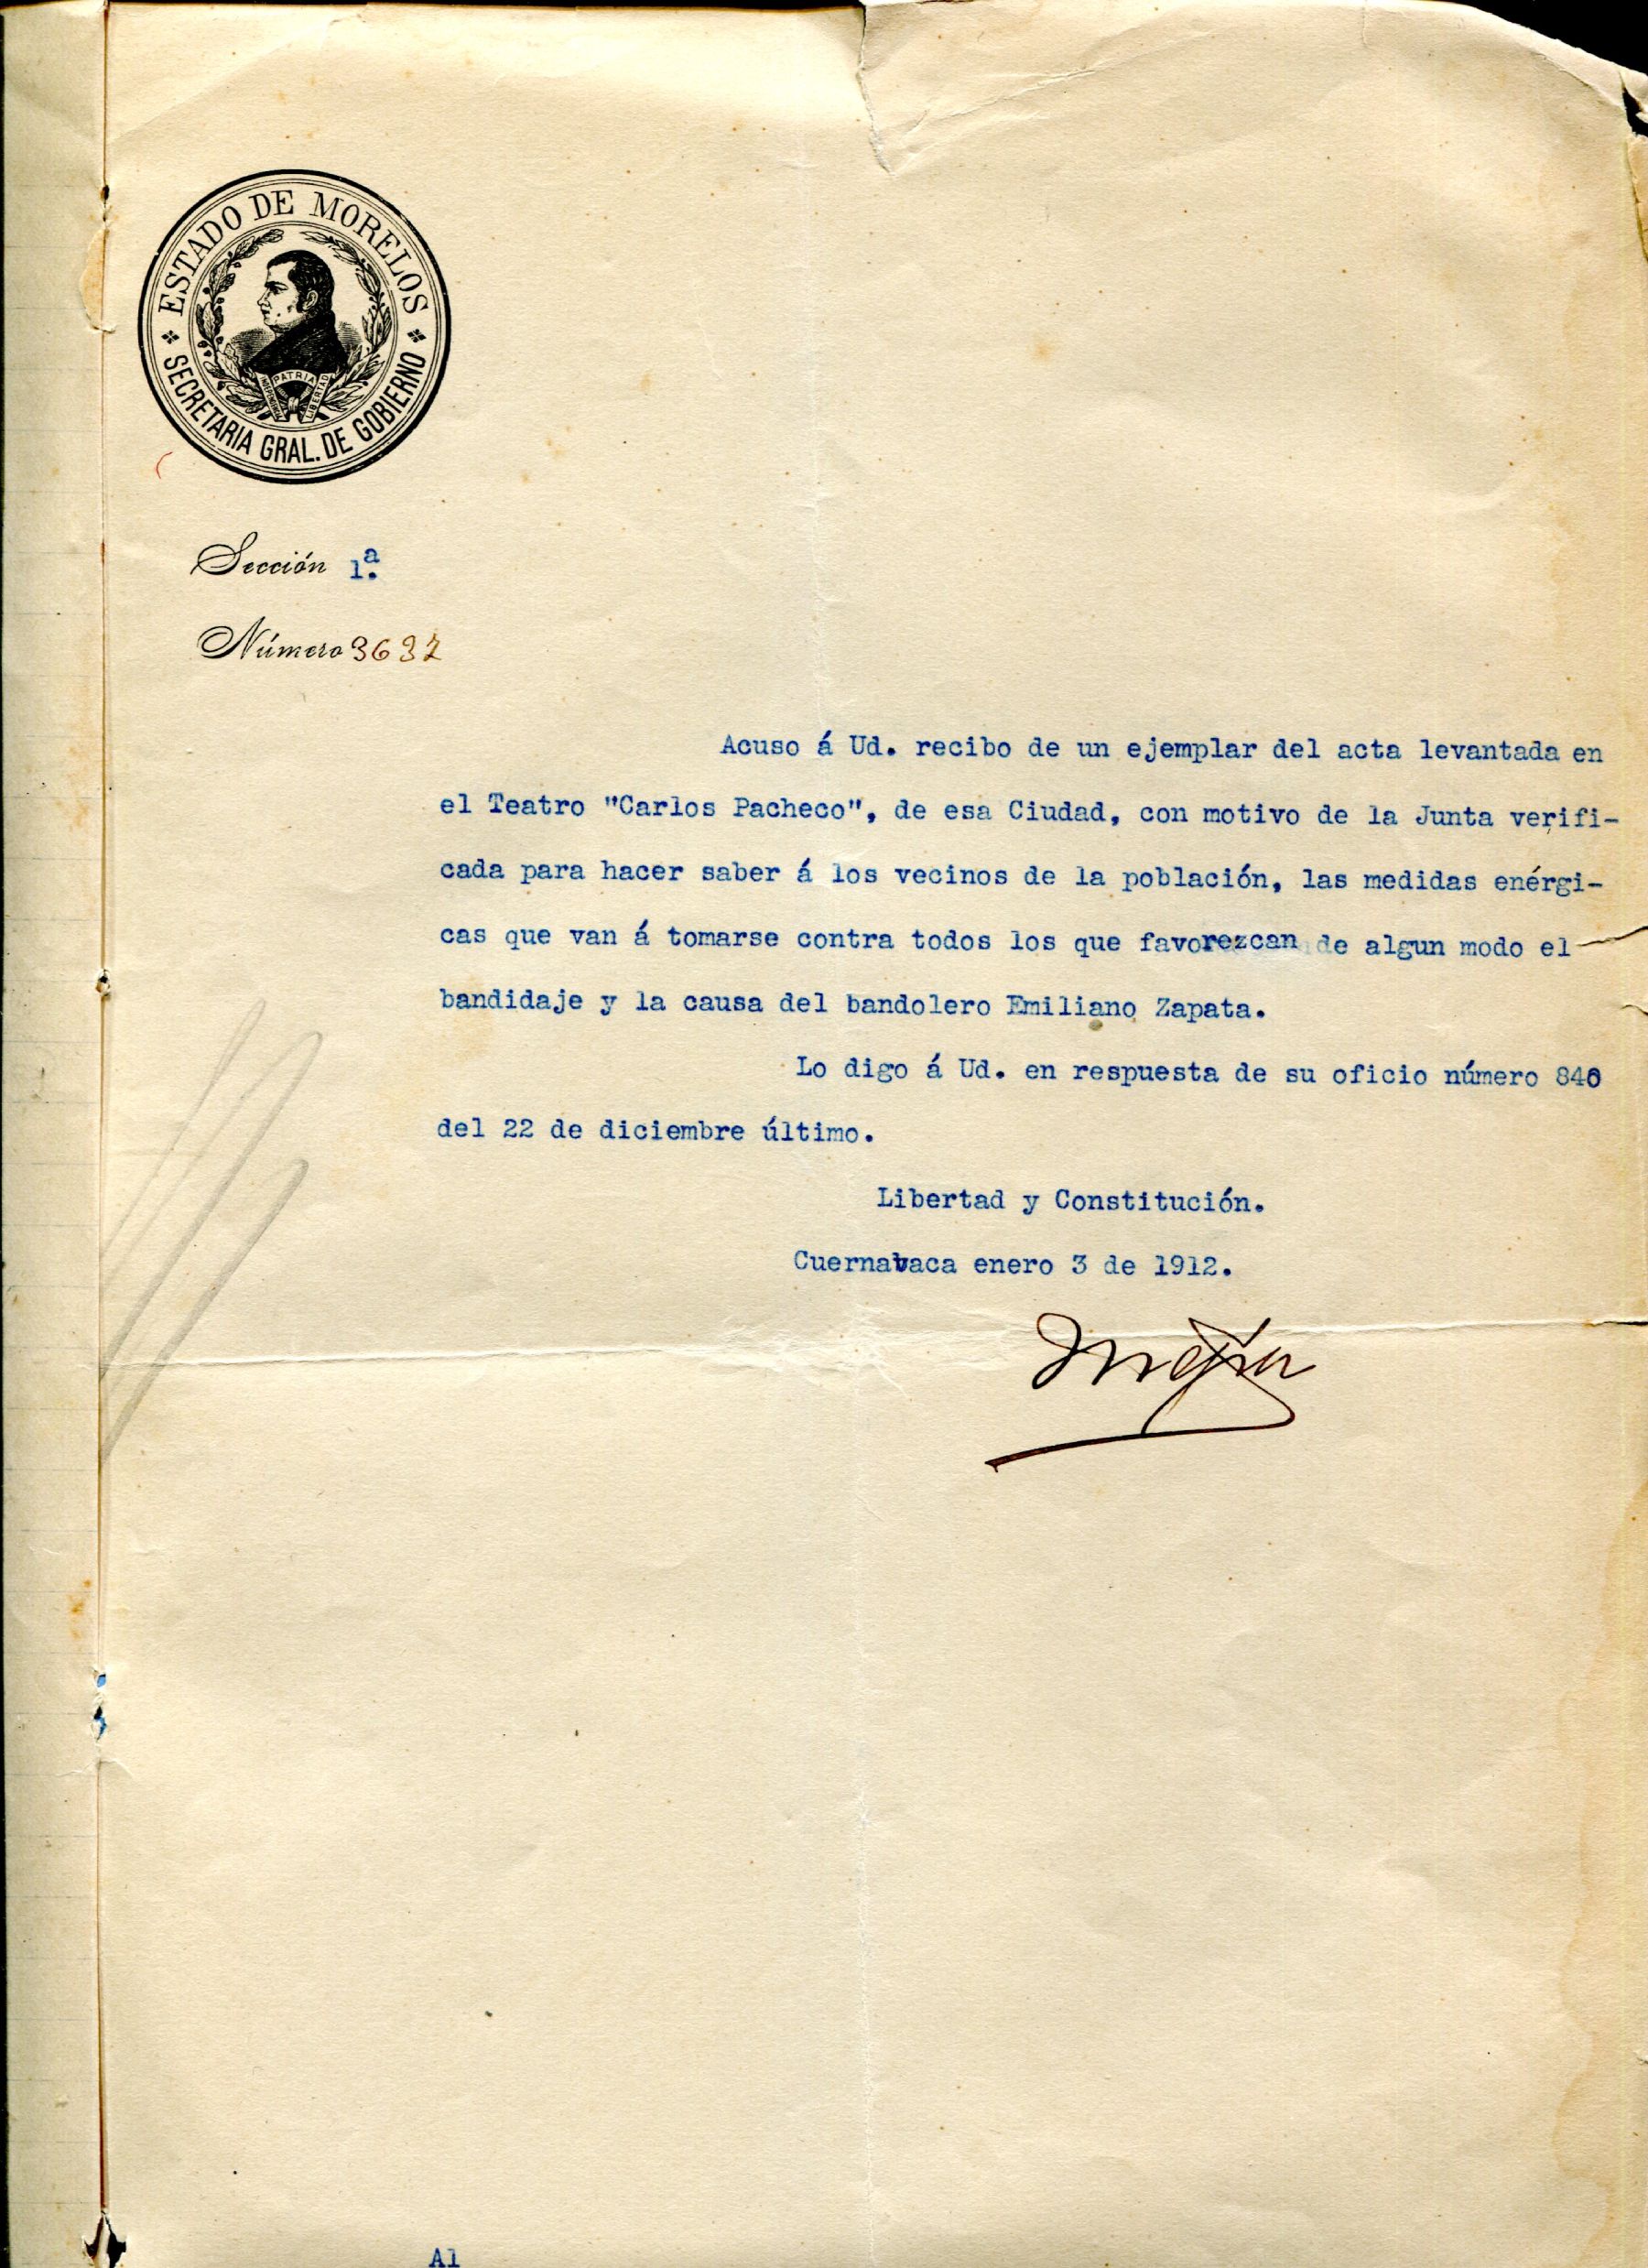 ESTADO DE MORELOS
SECRETARIA GRAL. DE GOBIERNO
PATRIA
LIBERTAD
Sección 1ª.
Número 3632
Acuso á Ud. recibo de un ejemplar del acta levantada en
el Teatro "Carlos Pacheco", de esa Ciudad, con motivo de la Junta verifi-
cada para hacer saber á los vecinos de la población, las medidas enérgi-
cas que van á tomarse contra todos los que favorezcan de algun modo el
bandidaje y la causa del bandolero Emiliano Zapata.
Lo digo á Ud. en respuesta de su oficio número 840
del 22 de diciembre último.
Libertad y Constitución.
Cuernavaca enero 3 de 1912.
Al